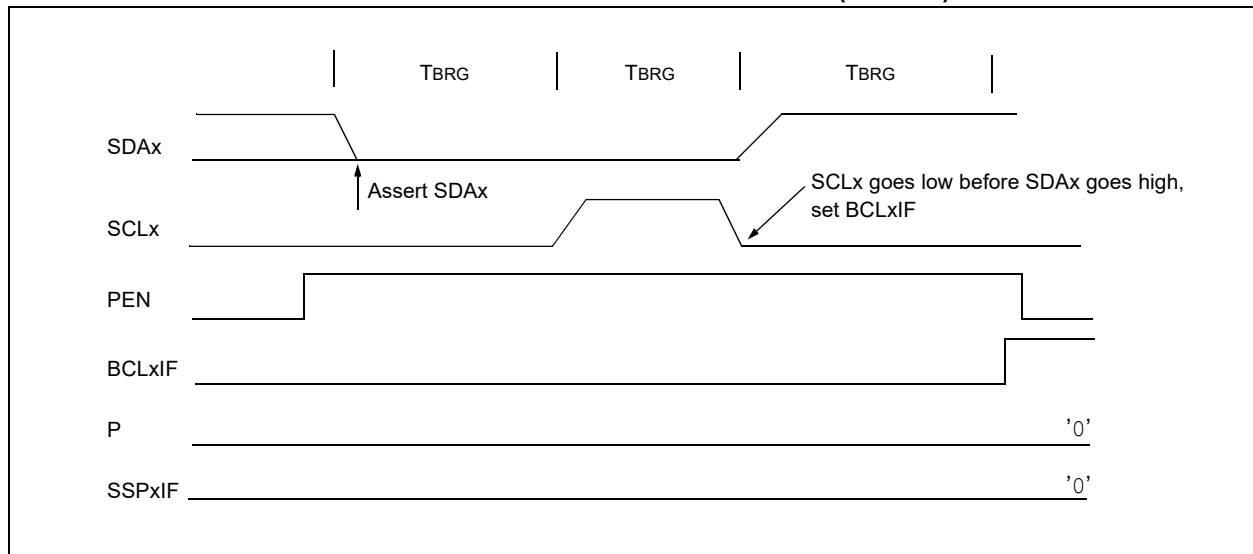 TBRG TBRG TBRG
SDAx
Assert SDAx
SCLx goes low before SDAx goes high,
set BCLxIF
SCLx
PEN
BCLxIF
P '0'
SSPxIF '0'